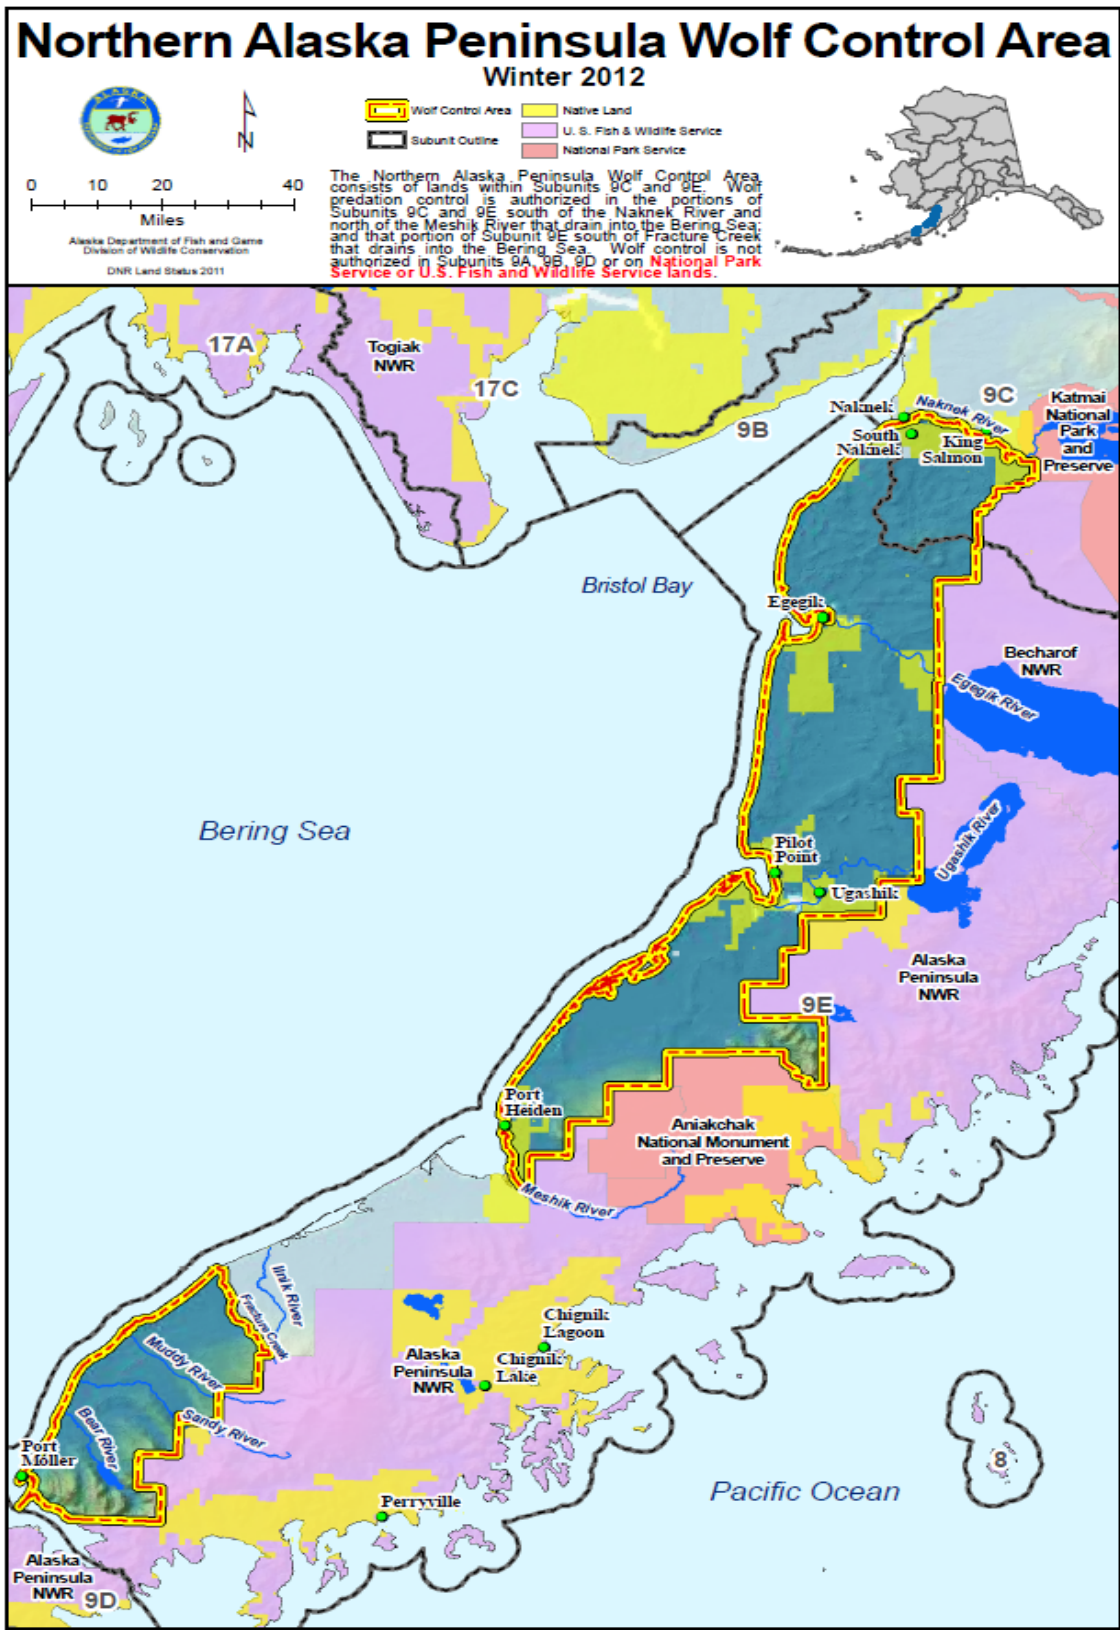 Northern Alaska Peninsula Wolf Control Area
Winter 2012
ALASKA
N
Wolf Control Area
Subunit Outline
Native Land
U. S. Fish & Wildlife Service
National Park Service
0 10 20 40
Miles
Alaska Department of Fish and Game
Division of Wildlife Conservation
DNR Land Status 2011
The Northern Alaska Peninsula Wolf Control Area
consists of lands within Subunits 9C and 9E. Wolf
predation control is authorized in the portions of
Subunits 9C and 9E south of the Naknek River and
north of the Meshik River that drain into the Bering Sea;
and that portion of Subunit 9E south of Fracture Creek
that drains into the Bering Sea. Wolf control is not
authorized in Subunits 9A, 9B, 9D or on National Park
Service or U.S. Fish and Wildlife Service lands.
17A
Togiak
NWR
17C
9B
9C
Naknek
Naknek River
South
Naknek
King
Salmon
Katmai
National
Park
and
Preserve
Bristol Bay
Egegik
Becharof
NWR
Egegik River
Bering Sea
Pilot
Point
Ugashik
Ugashik River
Alaska
Peninsula
NWR
9E
Port
Heiden
Aniakchak
National Monument
and Preserve
Meshik River
Ilnik River
Fracture Creek
Muddy River
Sandy River
Bear River
Port
Moller
Chignik
Lagoon
Chignik
Lake
Alaska
Peninsula
NWR
Perryville
Pacific Ocean
8
Alaska
Peninsula
NWR
9D